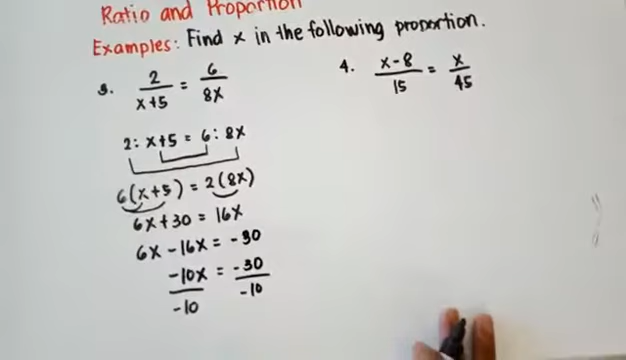 Ratio and Proportion
Examples: Find x in the following proportion.
3. 2/(x+5) = 6/(8x)
2 : x+5 = 6 : 8x
6(x+5) = 2(8x)
6x+30 = 16x
6x - 16x = -30
-10x/-10 = -30/-10
4. (x-8)/15 = x/45